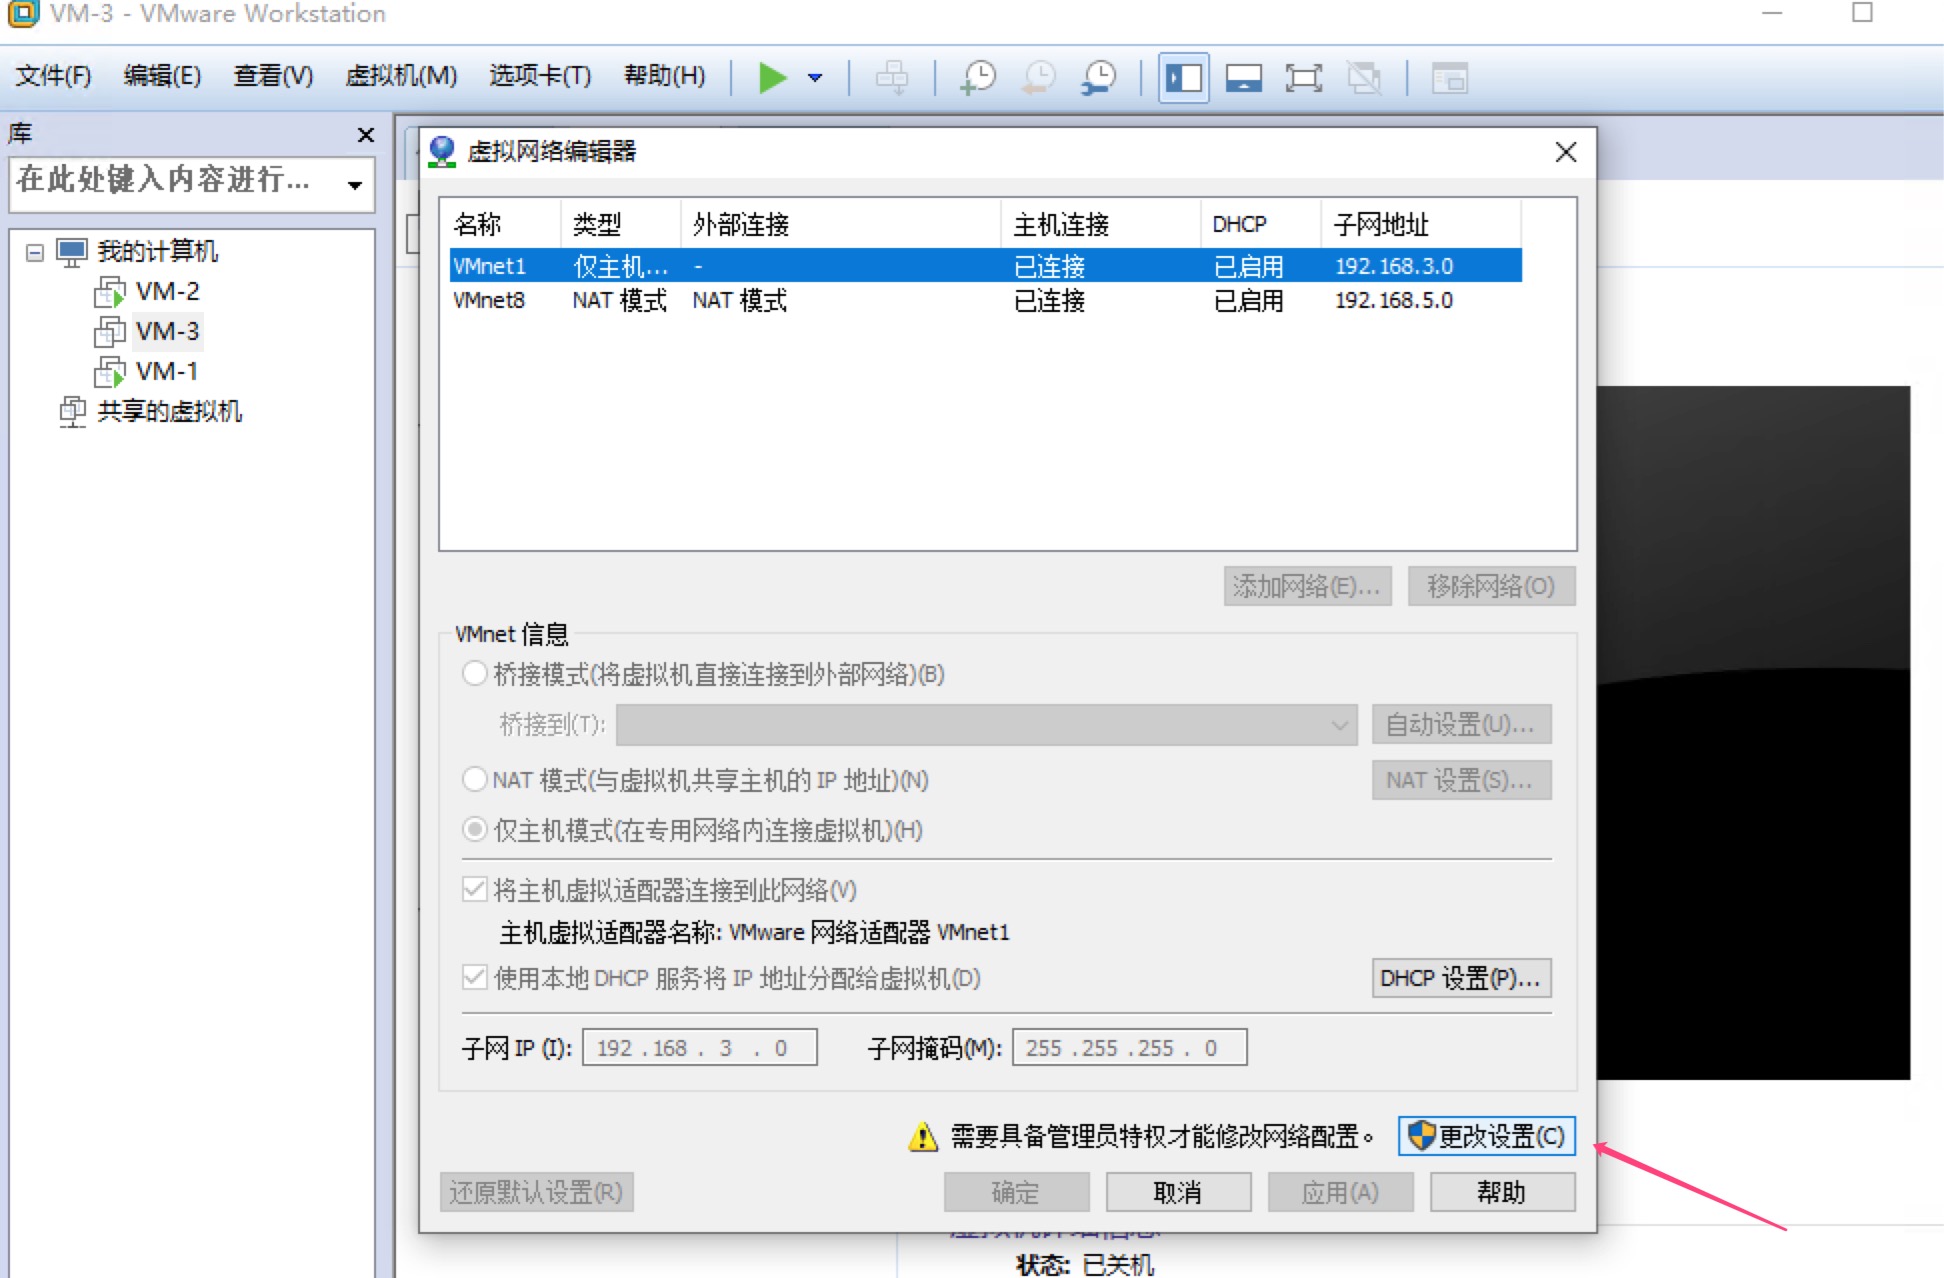 VM-3 - VMware Workstation
文件(F) 编辑(E) 查看(V) 虚拟机(M) 选项卡(T) 帮助(H)
库
在此处键入内容进行...
我的计算机
VM-2
VM-3
VM-1
共享的虚拟机
虚拟网络编辑器
名称 类型 外部连接 主机连接 DHCP 子网地址
VMnet1 仅主机... - 已连接 已启用 192.168.3.0
VMnet8 NAT 模式 NAT 模式 已连接 已启用 192.168.5.0
添加网络(E)... 移除网络(O)
VMnet 信息
桥接模式(将虚拟机直接连接到外部网络)(B)
桥接到(T): 自动设置(U)...
NAT 模式(与虚拟机共享主机的 IP 地址)(N) NAT 设置(S)...
仅主机模式(在专用网络内连接虚拟机)(H)
将主机虚拟适配器连接到此网络(V)
主机虚拟适配器名称: VMware 网络适配器 VMnet1
使用本地 DHCP 服务将 IP 地址分配给虚拟机(D) DHCP 设置(P)...
子网 IP (I): 192 . 168 . 3 . 0 子网掩码(M): 255 . 255 . 255 . 0
需要具备管理员特权才能修改网络配置。 更改设置(C)
还原默认设置(R) 确定 取消 应用(A) 帮助
状态: 已关机